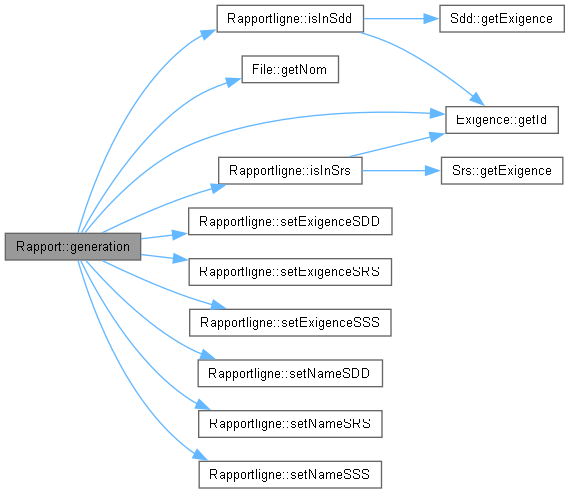 Rapportligne::isInSdd
Sdd::getExigence
File::getNom
Exigence::getId
Rapportligne::isInSrs
Srs::getExigence
Rapportligne::setExigenceSDD
Rapport::generation
Rapportligne::setExigenceSRS
Rapportligne::setExigenceSSS
Rapportligne::setNameSDD
Rapportligne::setNameSRS
Rapportligne::setNameSSS